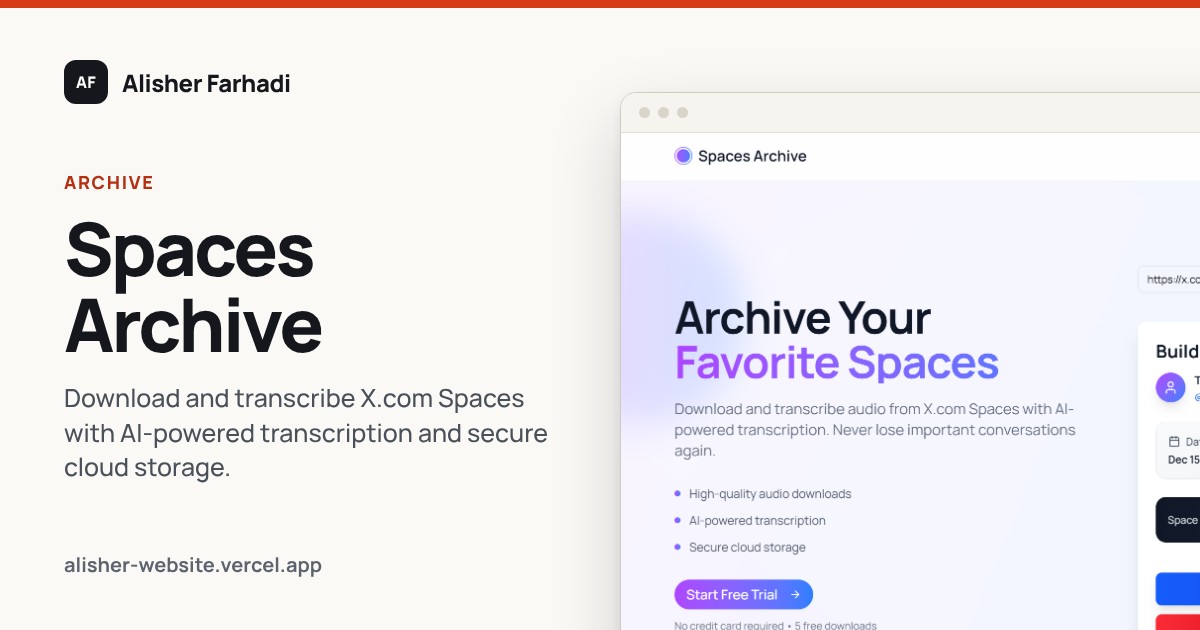 AF
Alisher Farhadi
ARCHIVE
Spaces
Archive
Download and transcribe X.com Spaces
with AI-powered transcription and secure
cloud storage.
alisher-website.vercel.app
Spaces Archive
Archive Your
Favorite Spaces
Download and transcribe audio from X.com Spaces with AI-
powered transcription. Never lose important conversations
again.
High-quality audio downloads
AI-powered transcription
Secure cloud storage
Start Free Trial →
No credit card required • 5 free downloads
https://x.co
Build
Dec 15
Space